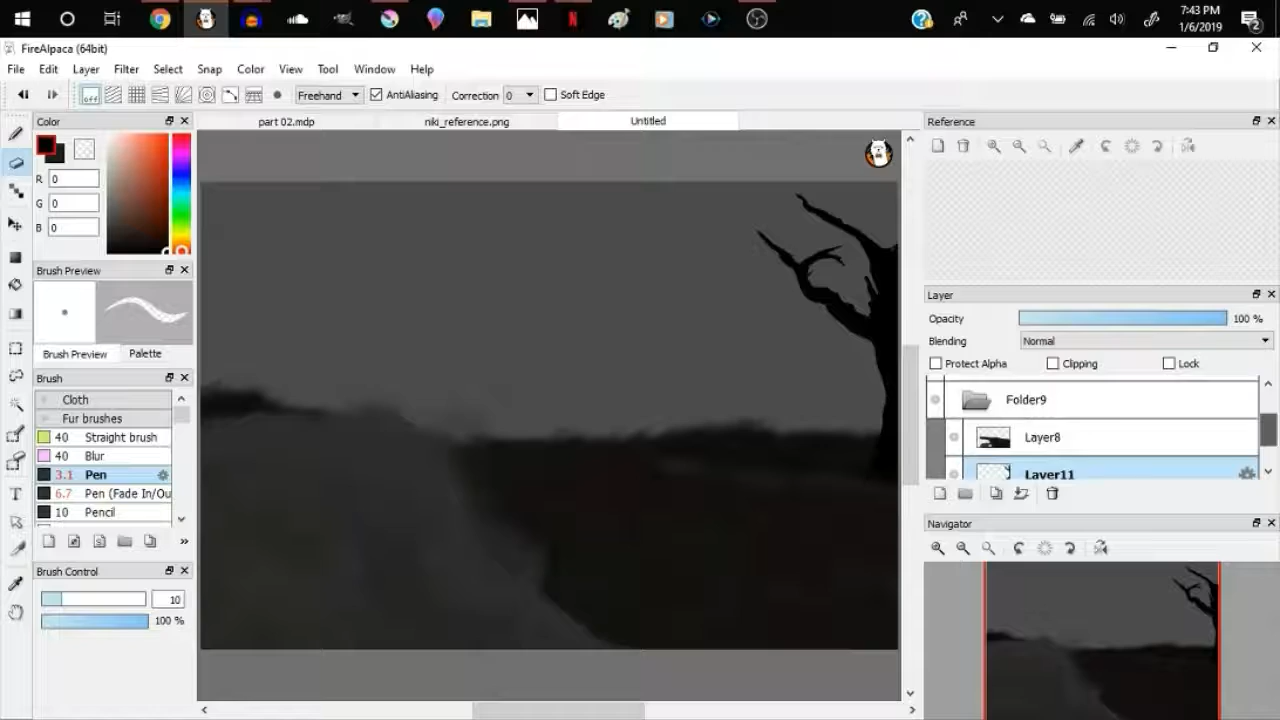 7:43 PM
1/6/2019
2
FireAlpaca (64bit)
File Edit Layer Filter Select Snap Color View Tool Window Help
off Freehand AntiAliasing Correction 0 Soft Edge
Color part 02.mdp niki_reference.png Untitled Reference
R 0
G 0
B 0
Brush Preview
Layer
Opacity 100 %
Blending Normal
Brush Preview Palette
Protect Alpha Clipping Lock
Brush
Cloth Folder9
Fur brushes
40 Straight brush Layer8
40 Blur
3.1 Pen Layer11
6.7 Pen (Fade In/Ou
10 Pencil
Navigator
Brush Control
10
100 %